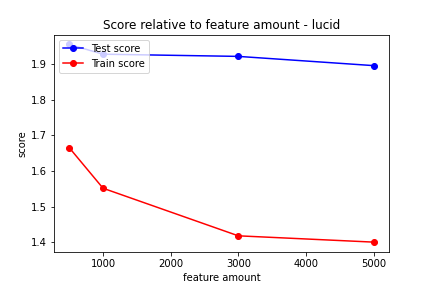 Score relative to feature amount - lucid
Test score
Train score
1.9
1.8
1.7
1.6
1.5
1.4
score
1000
2000
3000
4000
5000
feature amount